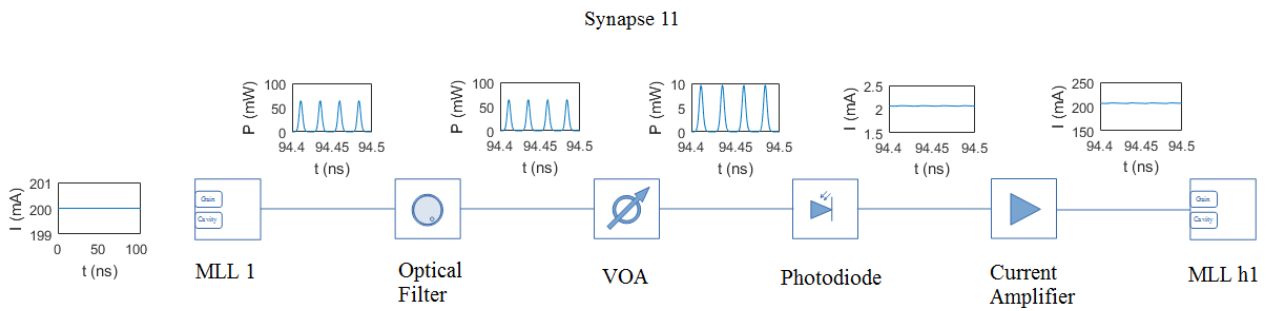 Synapse 11
P (mW)
100
50
0
94.4
94.45
94.5
t (ns)
P (mW)
100
50
0
94.4
94.45
94.5
t (ns)
P (mW)
10
5
0
94.4
94.45
94.5
t (ns)
I (mA)
2.5
2
1.5
94.4
94.45
94.5
t (ns)
I (mA)
250
200
150
94.4
94.45
94.5
t (ns)
I (mA)
201
200
199
0
50
100
t (ns)
Gain
Cavity
MLL 1
Optical
Filter
VOA
Photodiode
Current
Amplifier
Gain
Cavity
MLL h1